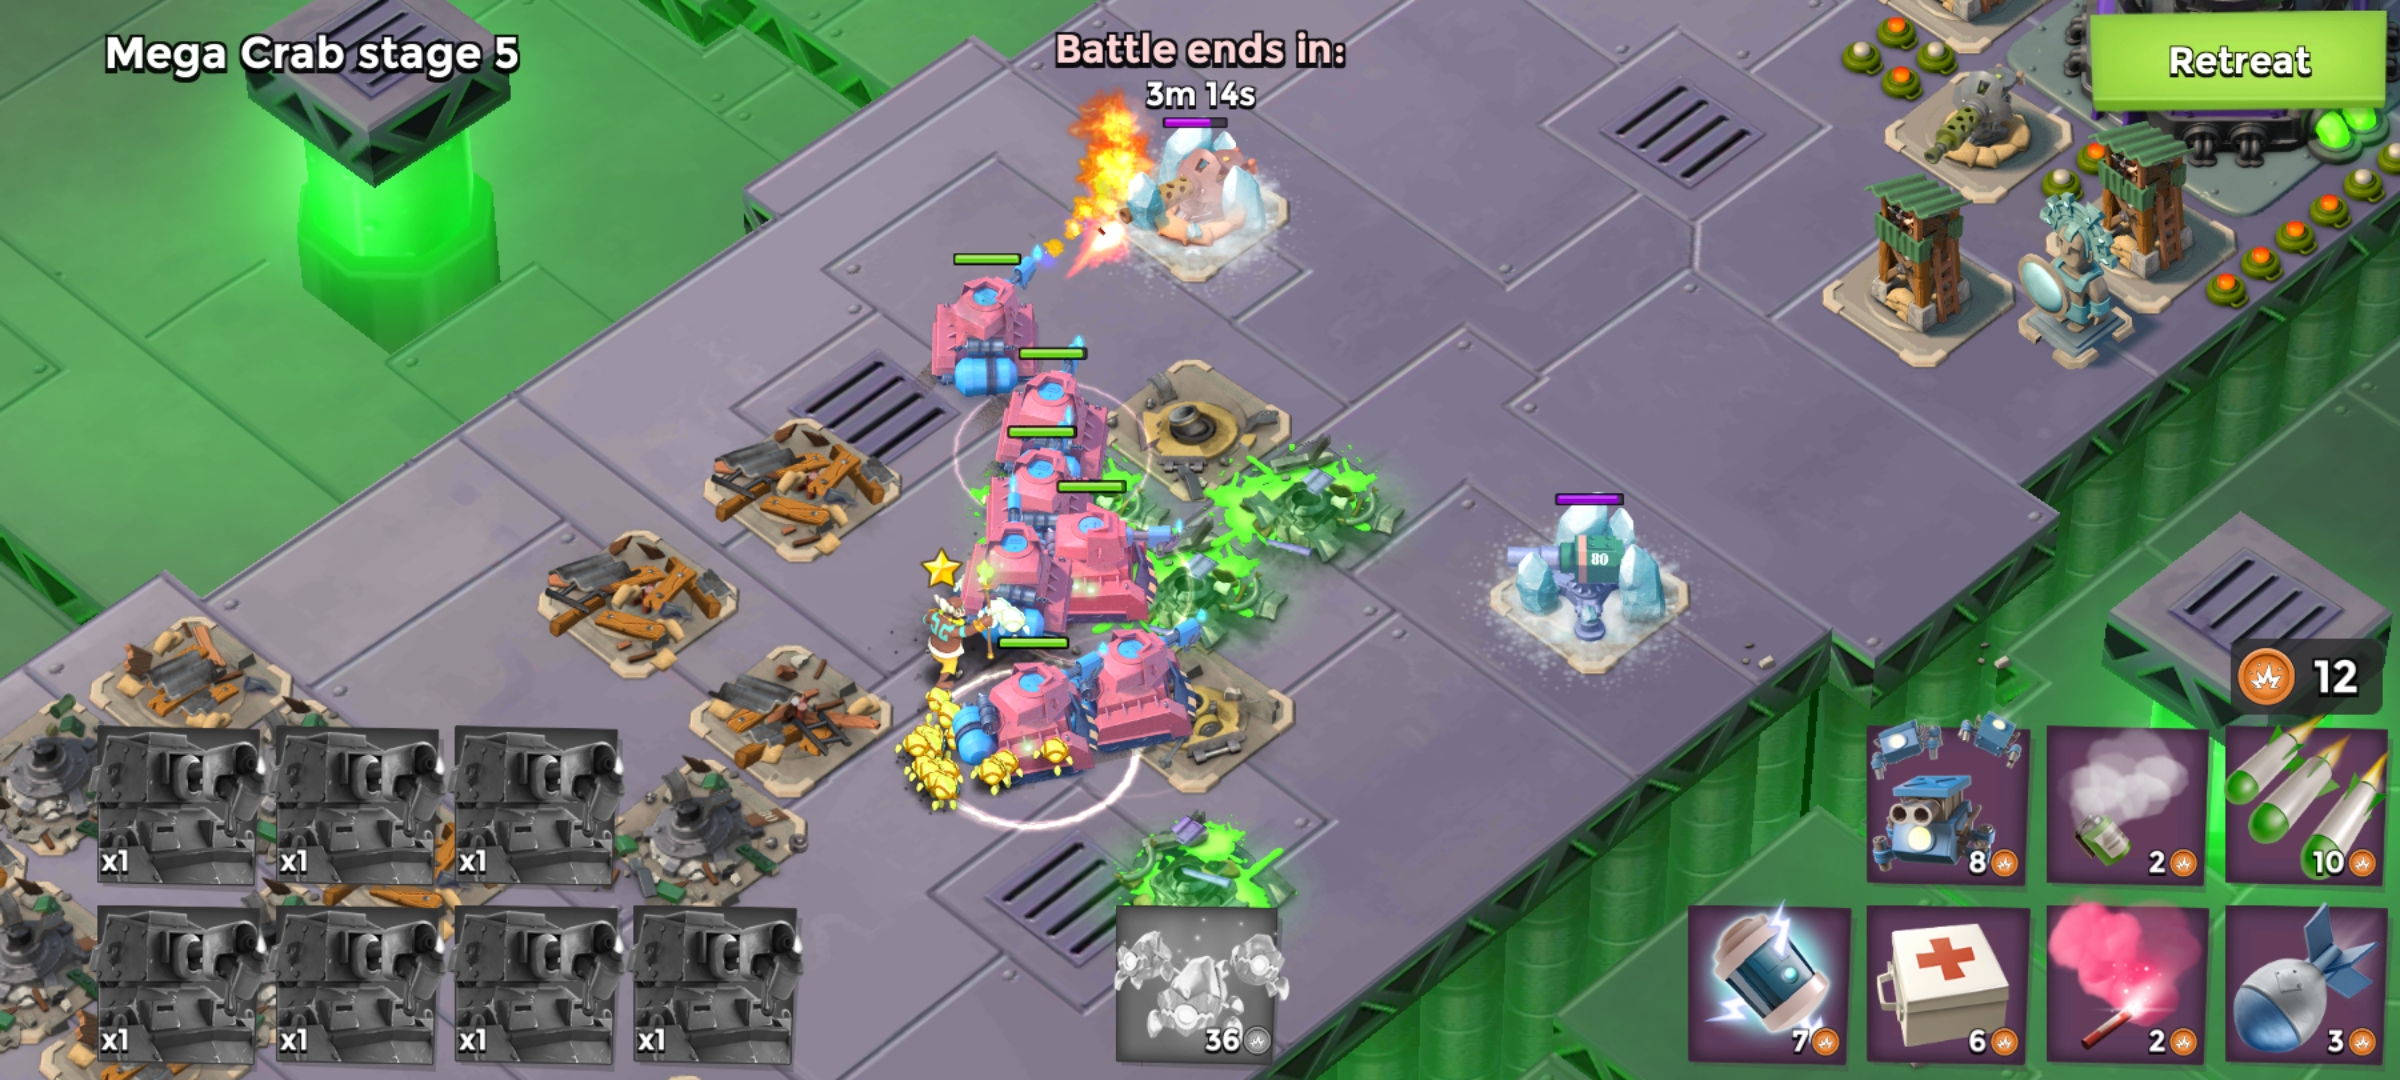 Mega Crab stage 5
Battle ends in:
3m 14s
Retreat
80
12
x1
x1
x1
8
2
10
x1
x1
x1
x1
36
7
6
2
3